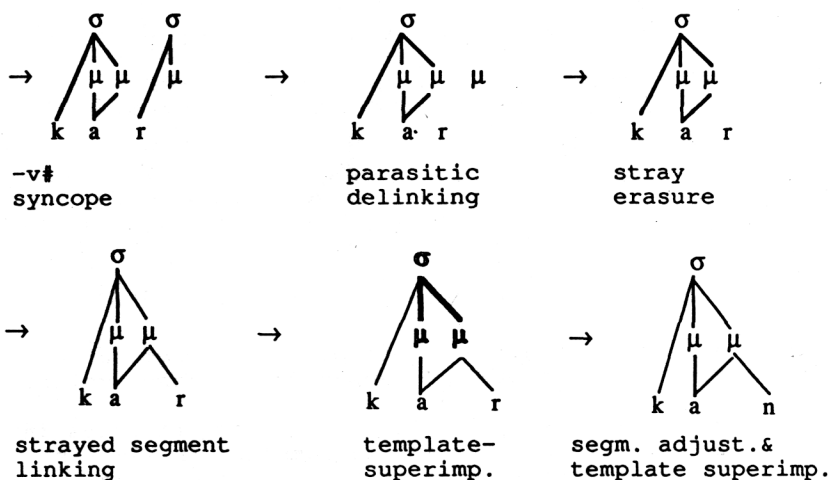 σ σ σ σ
→ μ μ μ → μ μ μ → μ μ
k a r k a r k a r
-v# parasitic stray
syncope delinking erasure
σ σ σ
→ μ μ → μ μ → μ μ
k a r k a r k a n
strayed segment template- segm. adjust.&
linking superimp. template superimp.